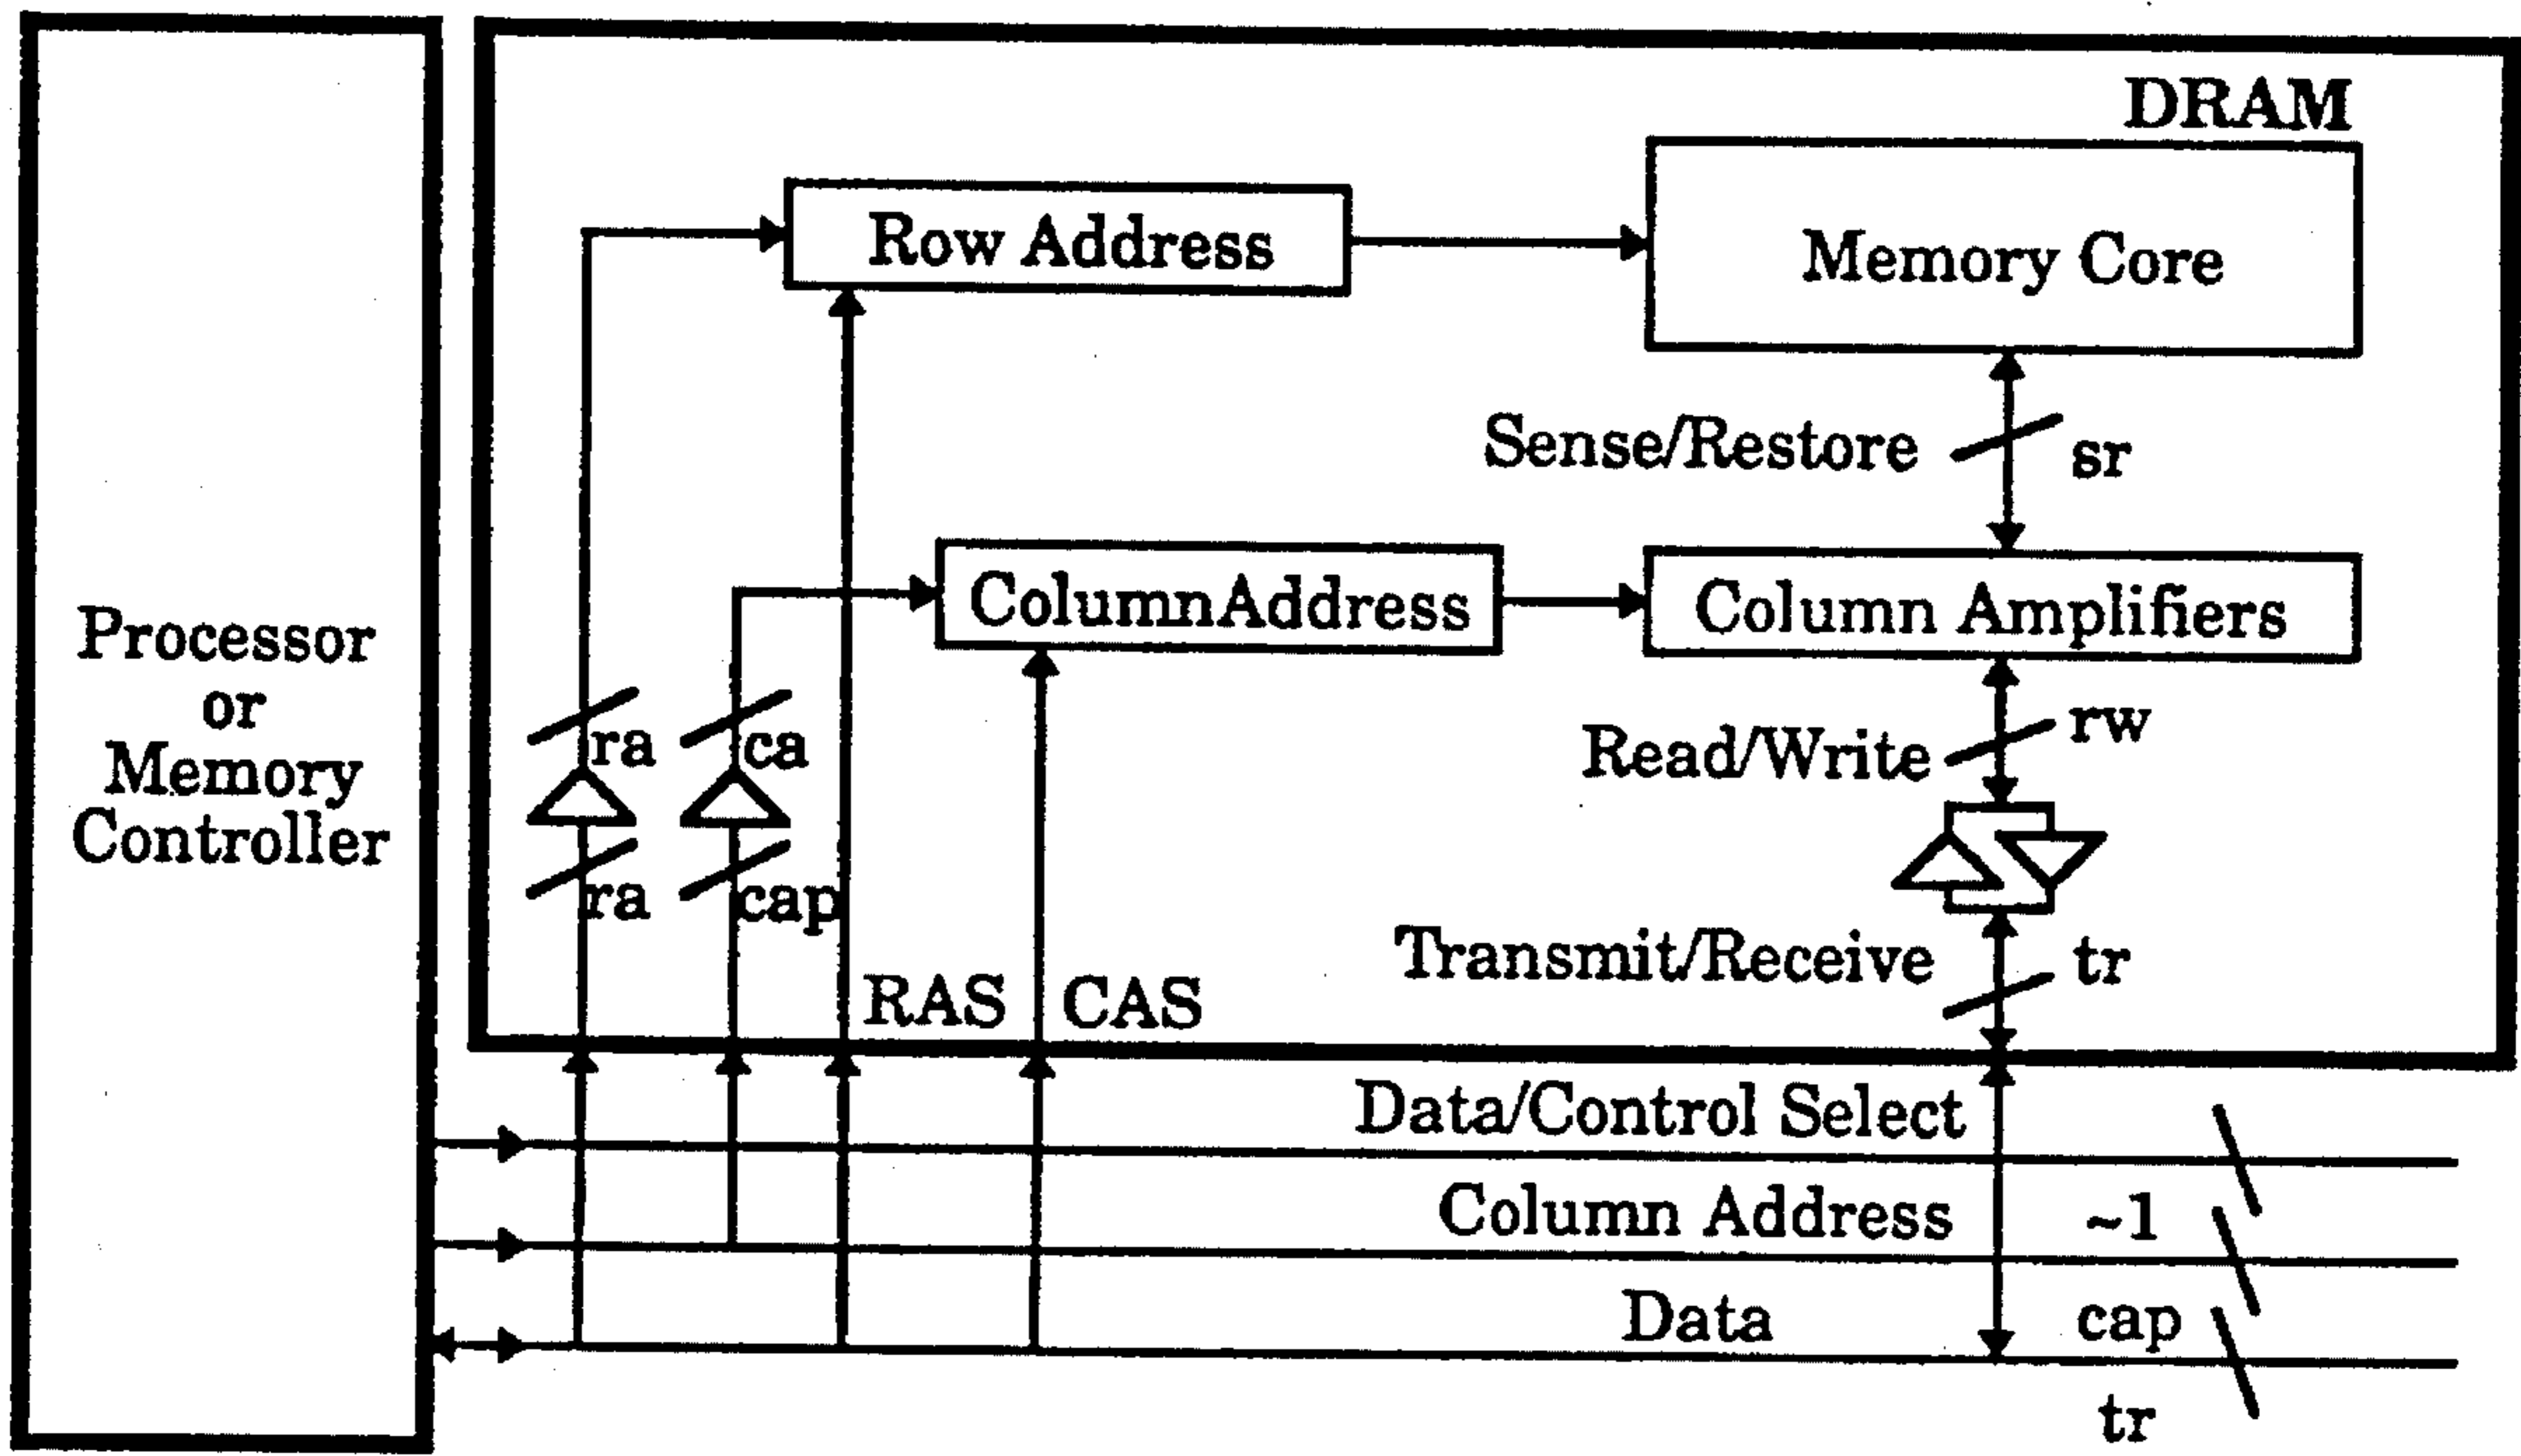 DRAM
Row Address
Memory Core
Sense/Restore
sr
ColumnAddress
Column Amplifiers
Processor
or
Memory
Controller
ra
ca
Read/Write
rw
ra
cap
Transmit/Receive
tr
RAS
CAS
Data/Control Select
Column Address
~1
Data
cap
tr